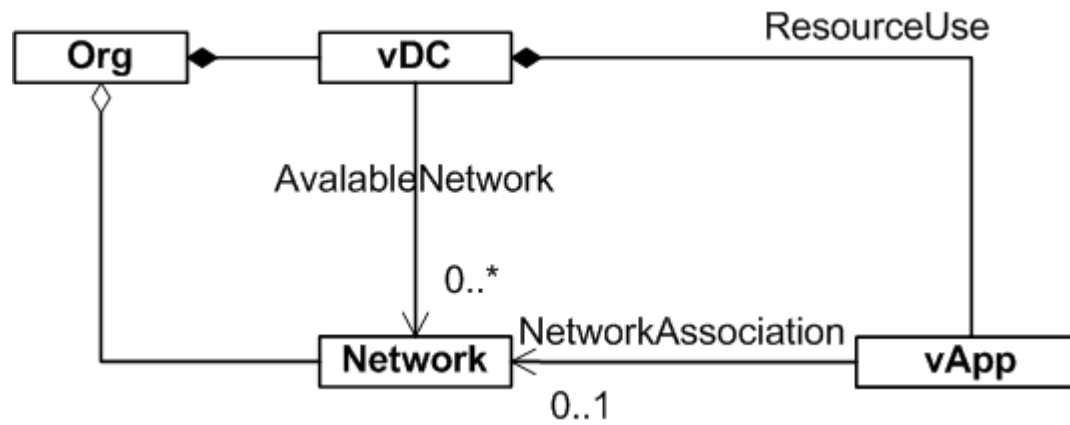 ResourceUse
Org
vDC
AvalableNetwork
0..*
NetworkAssociation
Network
vApp
0..1